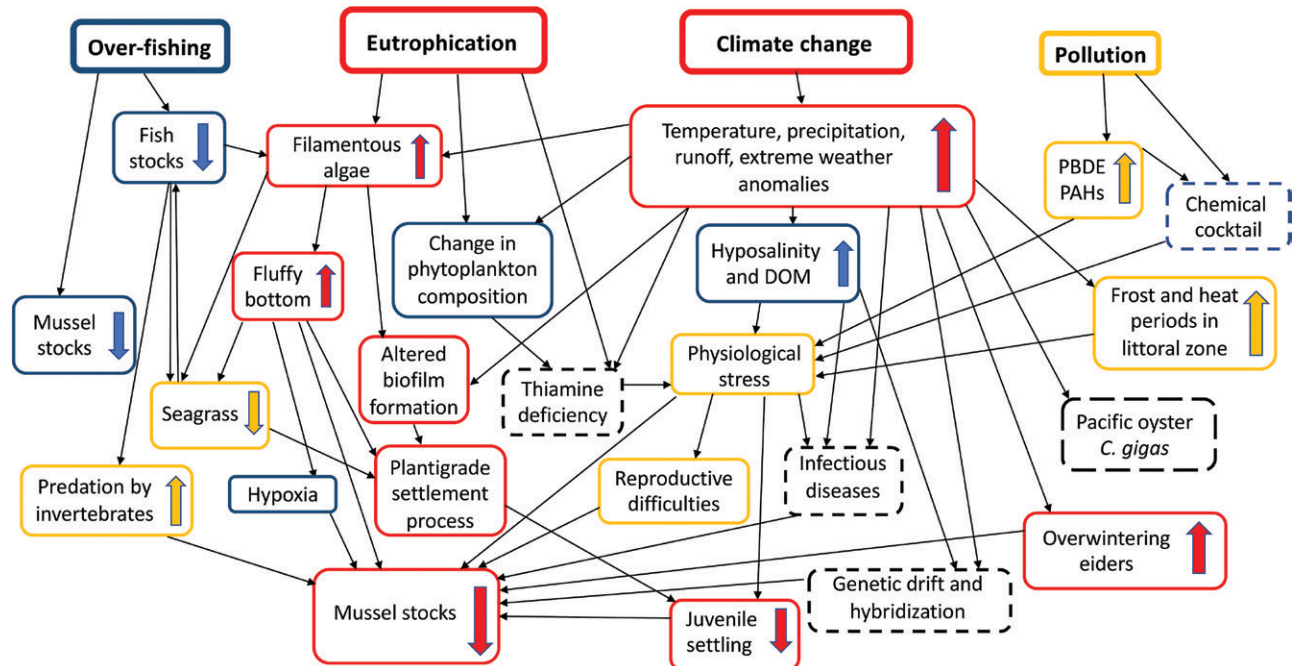 Over-fishing
Eutrophication
Climate change
Pollution
Fish
stocks
Filamentous
algae
Temperature, precipitation,
runoff, extreme weather
anomalies
PBDE
PAHs
Chemical
cocktail
Change in
phytoplankton
composition
Hyposalinity
and DOM
Fluffy
bottom
Mussel
stocks
Frost and heat
periods in
littoral zone
Altered
biofilm
formation
Physiological
stress
Thiamine
deficiency
Seagrass
Pacific oyster
C. gigas
Predation by
invertebrates
Hypoxia
Plantigrade
settlement
process
Reproductive
difficulties
Infectious
diseases
Overwintering
eiders
Mussel stocks
Juvenile
settling
Genetic drift and
hybridization